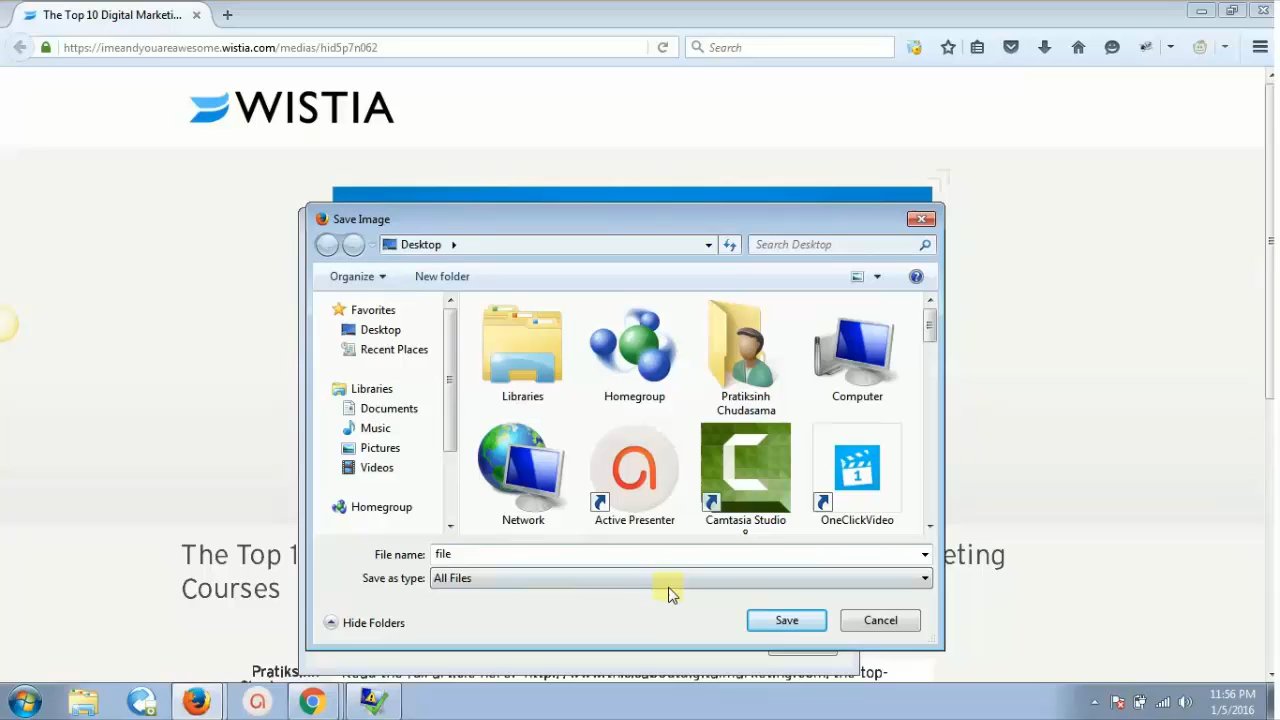 The Top 10 Digital Marketi...
https://imeandyouareawesome.wistia.com/medias/hid5p7n062
Search
WISTIA
Save Image
Desktop
Search Desktop
Organize
New folder
Favorites
Desktop
Recent Places
Libraries
Documents
Music
Pictures
Videos
Homegroup
Libraries
Homegroup
Pratiksinh
Chudasama
Computer
Network
Active Presenter
Camtasia Studio
OneClickVideo
1
File name: file
Save as type: All Files
Hide Folders
Save
Cancel
The Top 1
eting
Courses
11:56 PM
1/5/2016